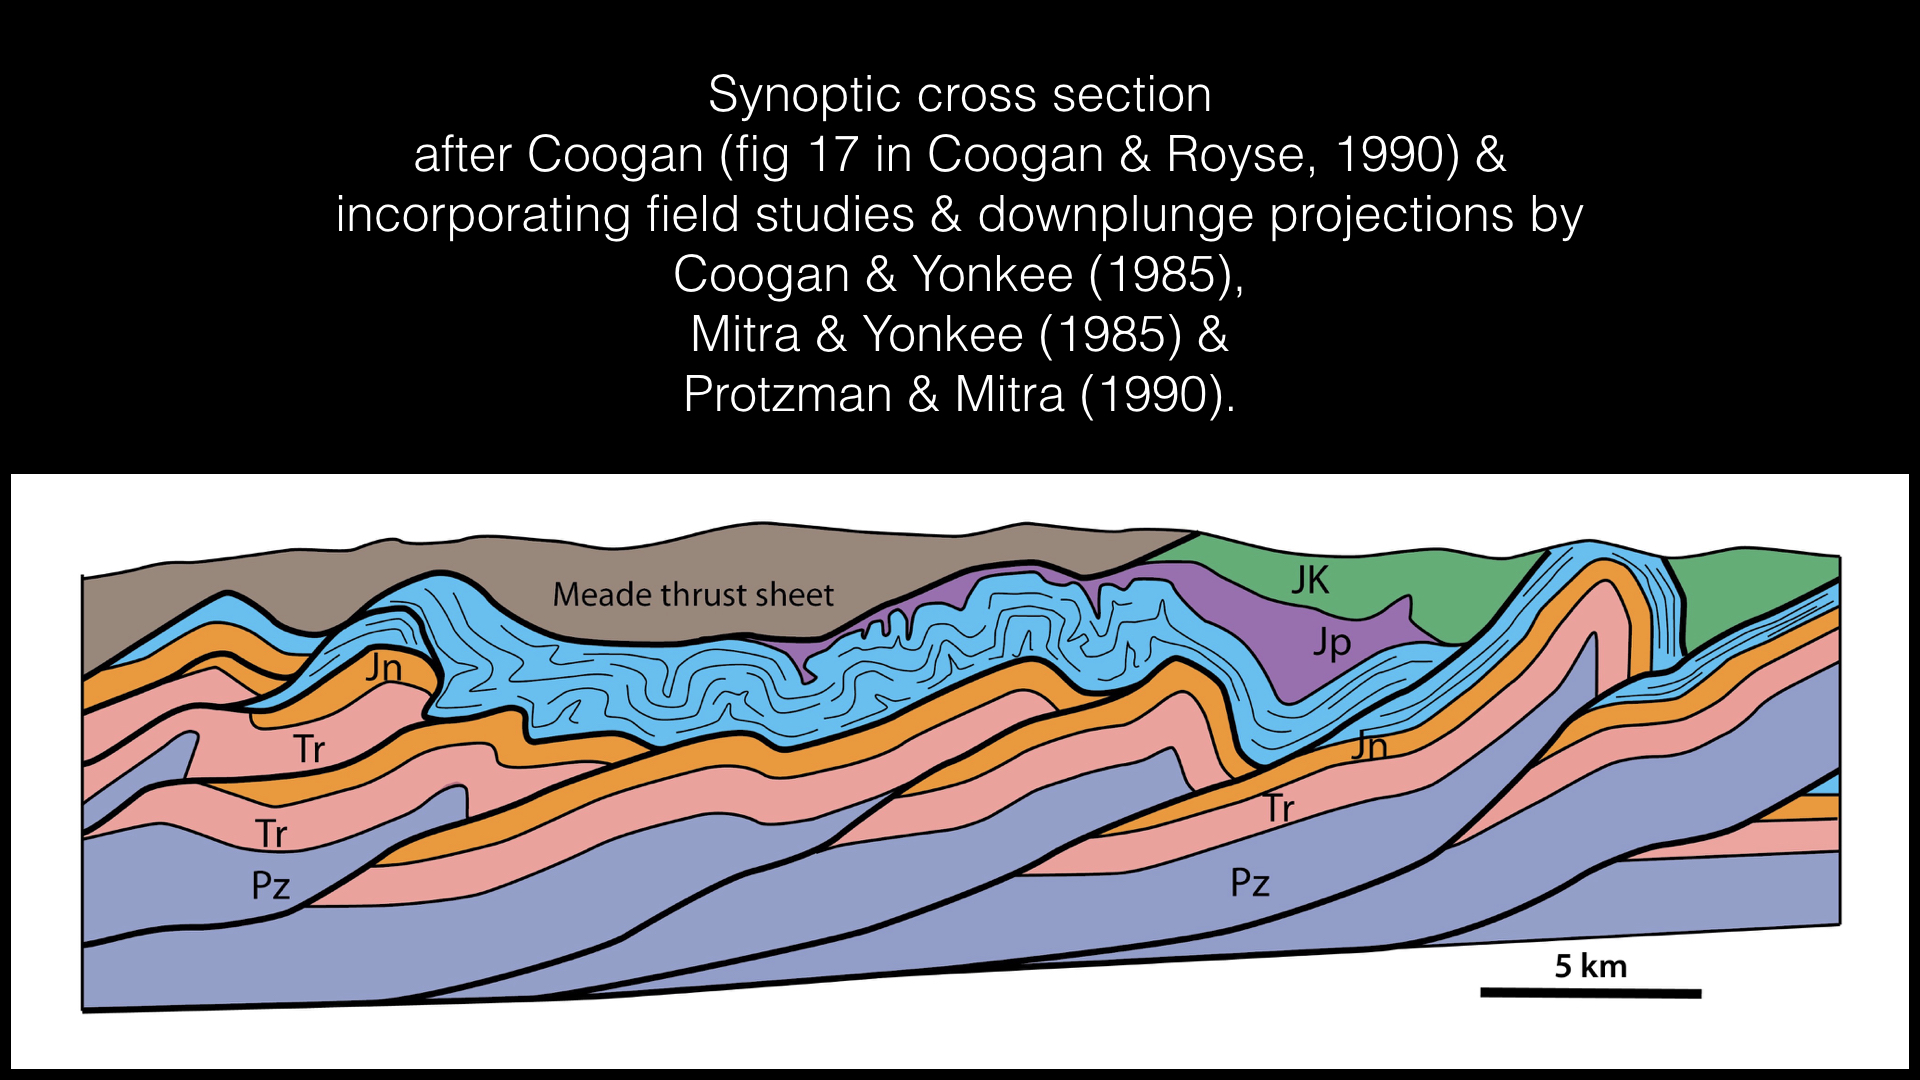 Synoptic cross section
after Coogan (fig 17 in Coogan & Royse, 1990) &
incorporating field studies & downplunge projections by
Coogan & Yonkee (1985),
Mitra & Yonkee (1985) &
Protzman & Mitra (1990).
Meade thrust sheet
JK
Jp
Jn
Tr
Jn
Tr
Tr
Pz
Pz
5 km